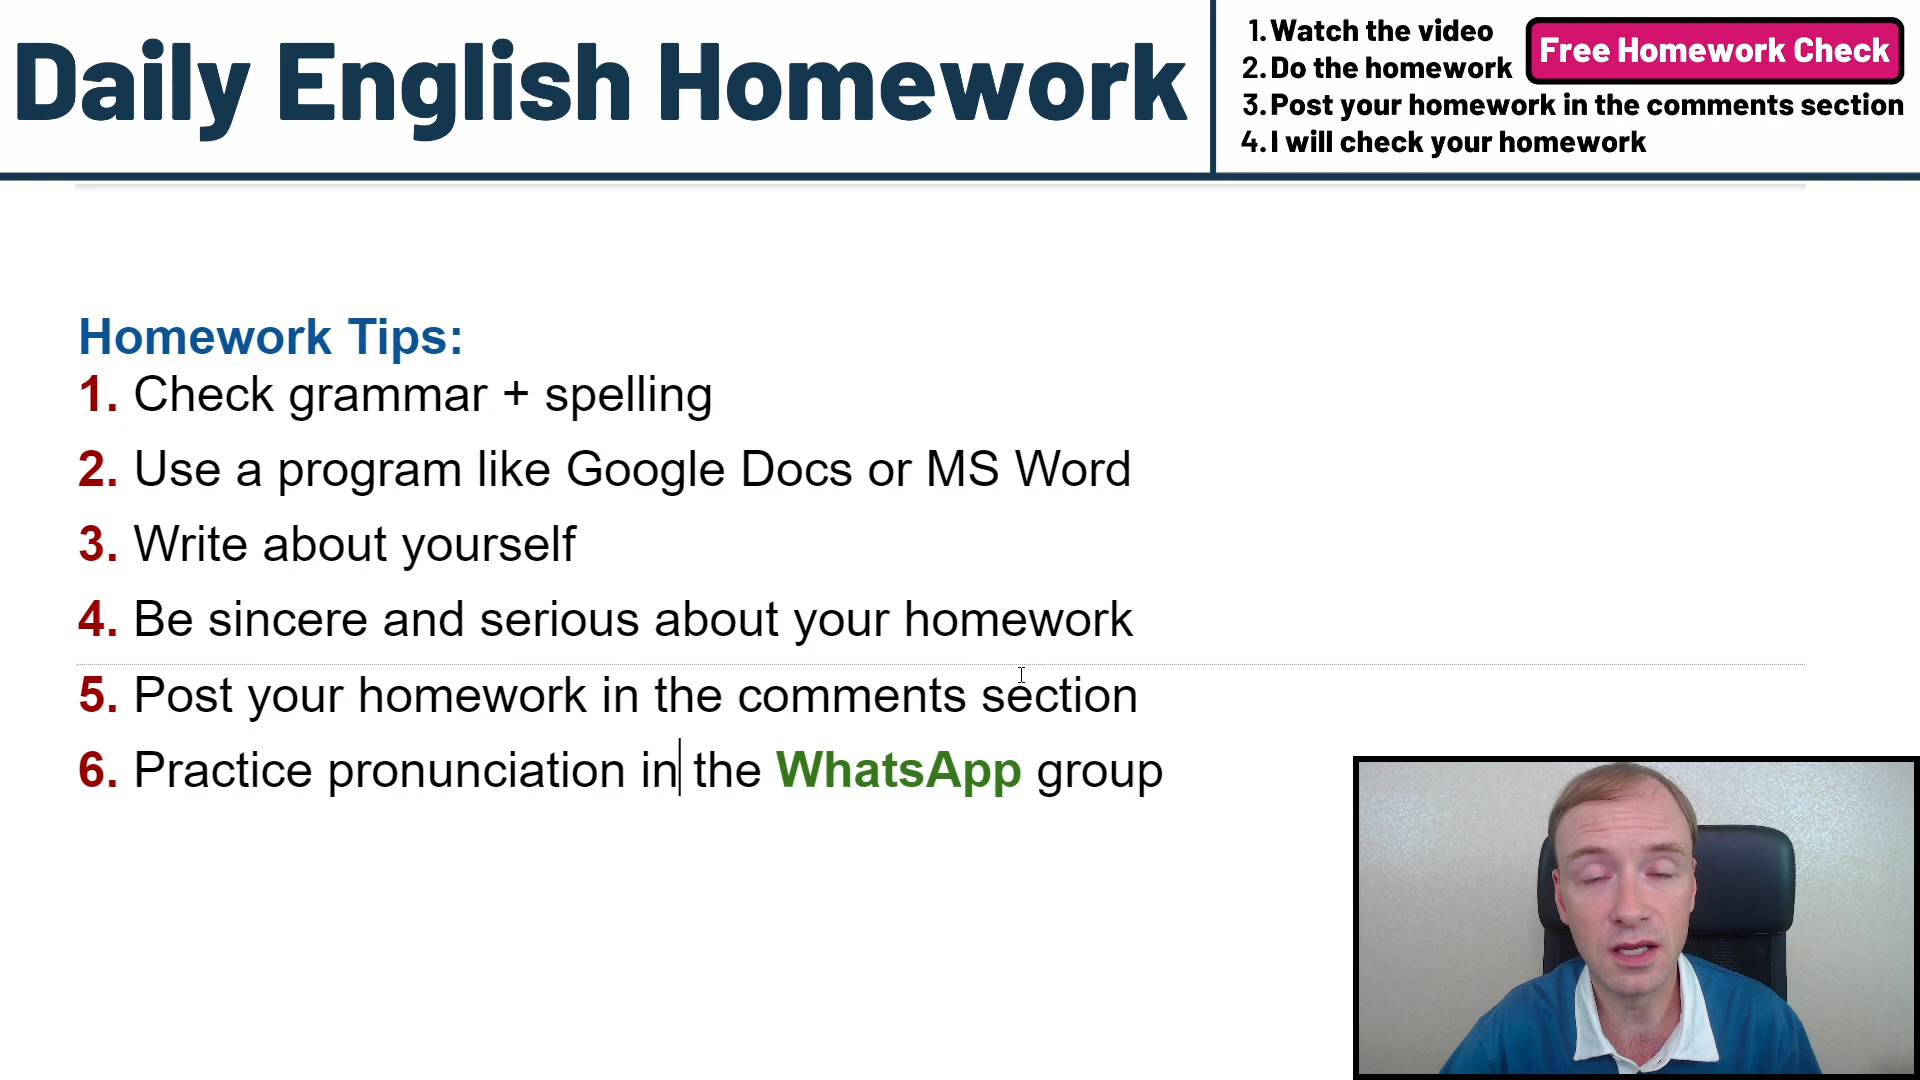 Daily English Homework
1. Watch the video
Free Homework Check
2. Do the homework
3. Post your homework in the comments section
4. I will check your homework
Homework Tips:
1. Check grammar + spelling
2. Use a program like Google Docs or MS Word
3. Write about yourself
4. Be sincere and serious about your homework
5. Post your homework in the comments section
6. Practice pronunciation in the WhatsApp group